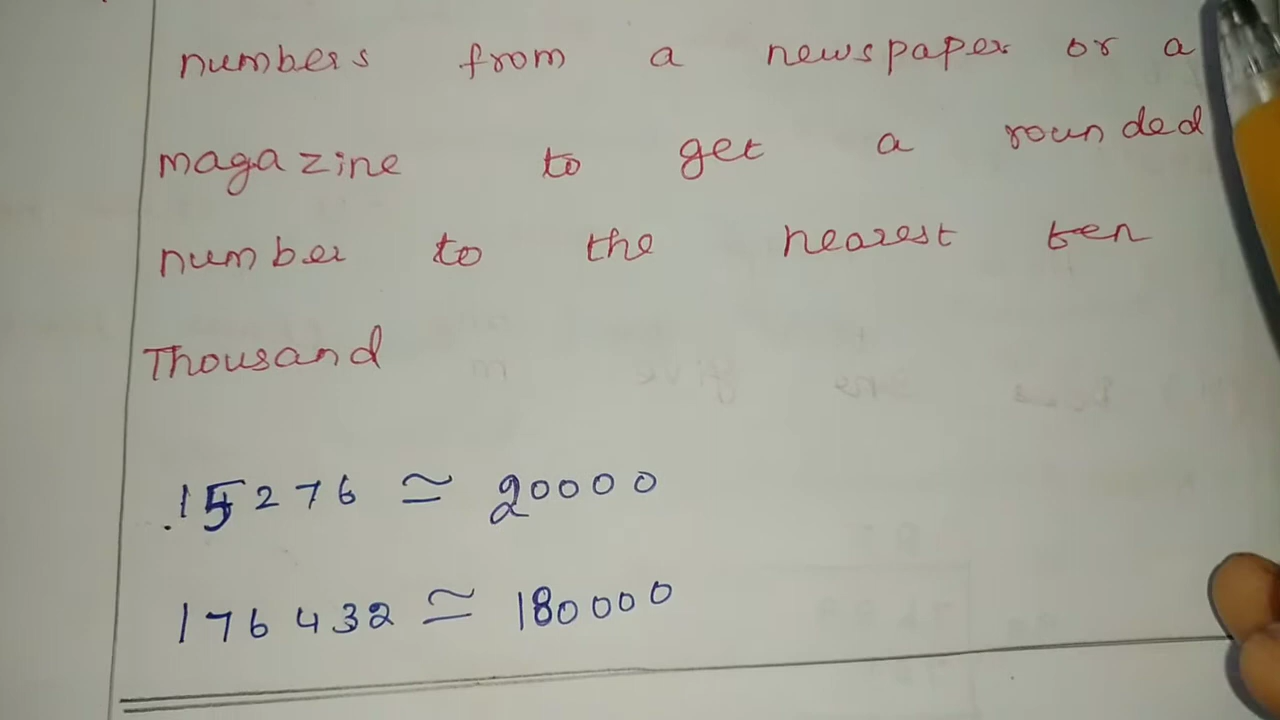 numbers from a newspaper or a
magazine to get a rounded
number to the nearest ten
Thousand
15276 ≃ 20000
176432 ≃ 180000